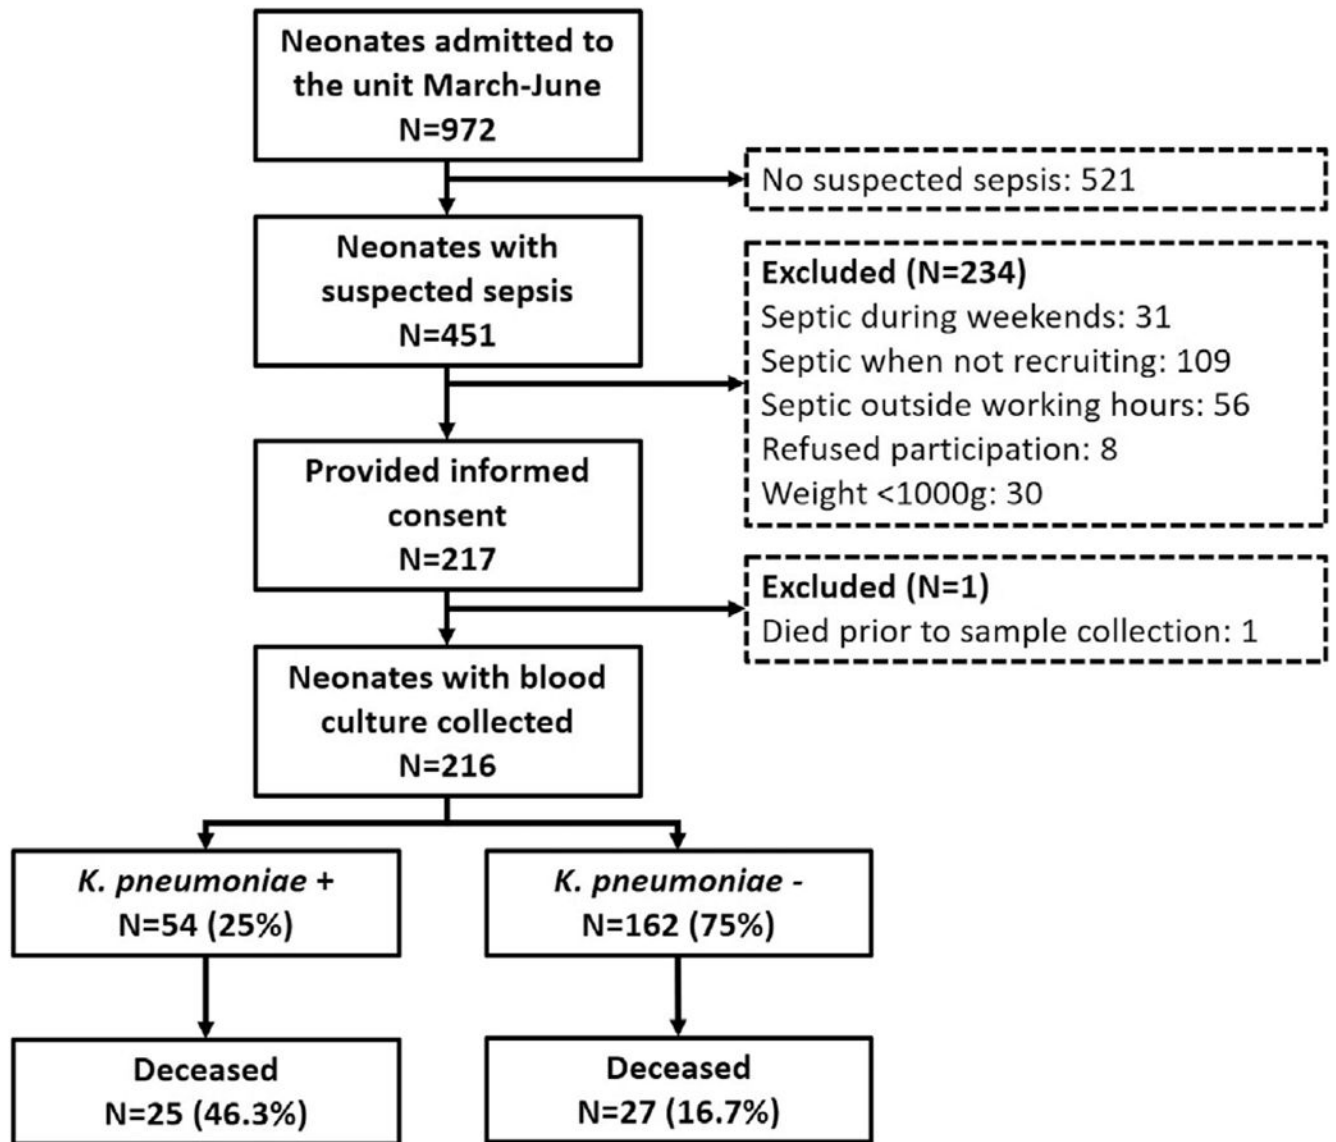 Neonates admitted to
the unit March-June
N=972
No suspected sepsis: 521
Neonates with
suspected sepsis
N=451
Excluded (N=234)
Septic during weekends: 31
Septic when not recruiting: 109
Septic outside working hours: 56
Refused participation: 8
Weight <1000g: 30
Provided informed
consent
N=217
Excluded (N=1)
Died prior to sample collection: 1
Neonates with blood
culture collected
N=216
K. pneumoniae +
N=54 (25%)
K. pneumoniae -
N=162 (75%)
Deceased
N=25 (46.3%)
Deceased
N=27 (16.7%)